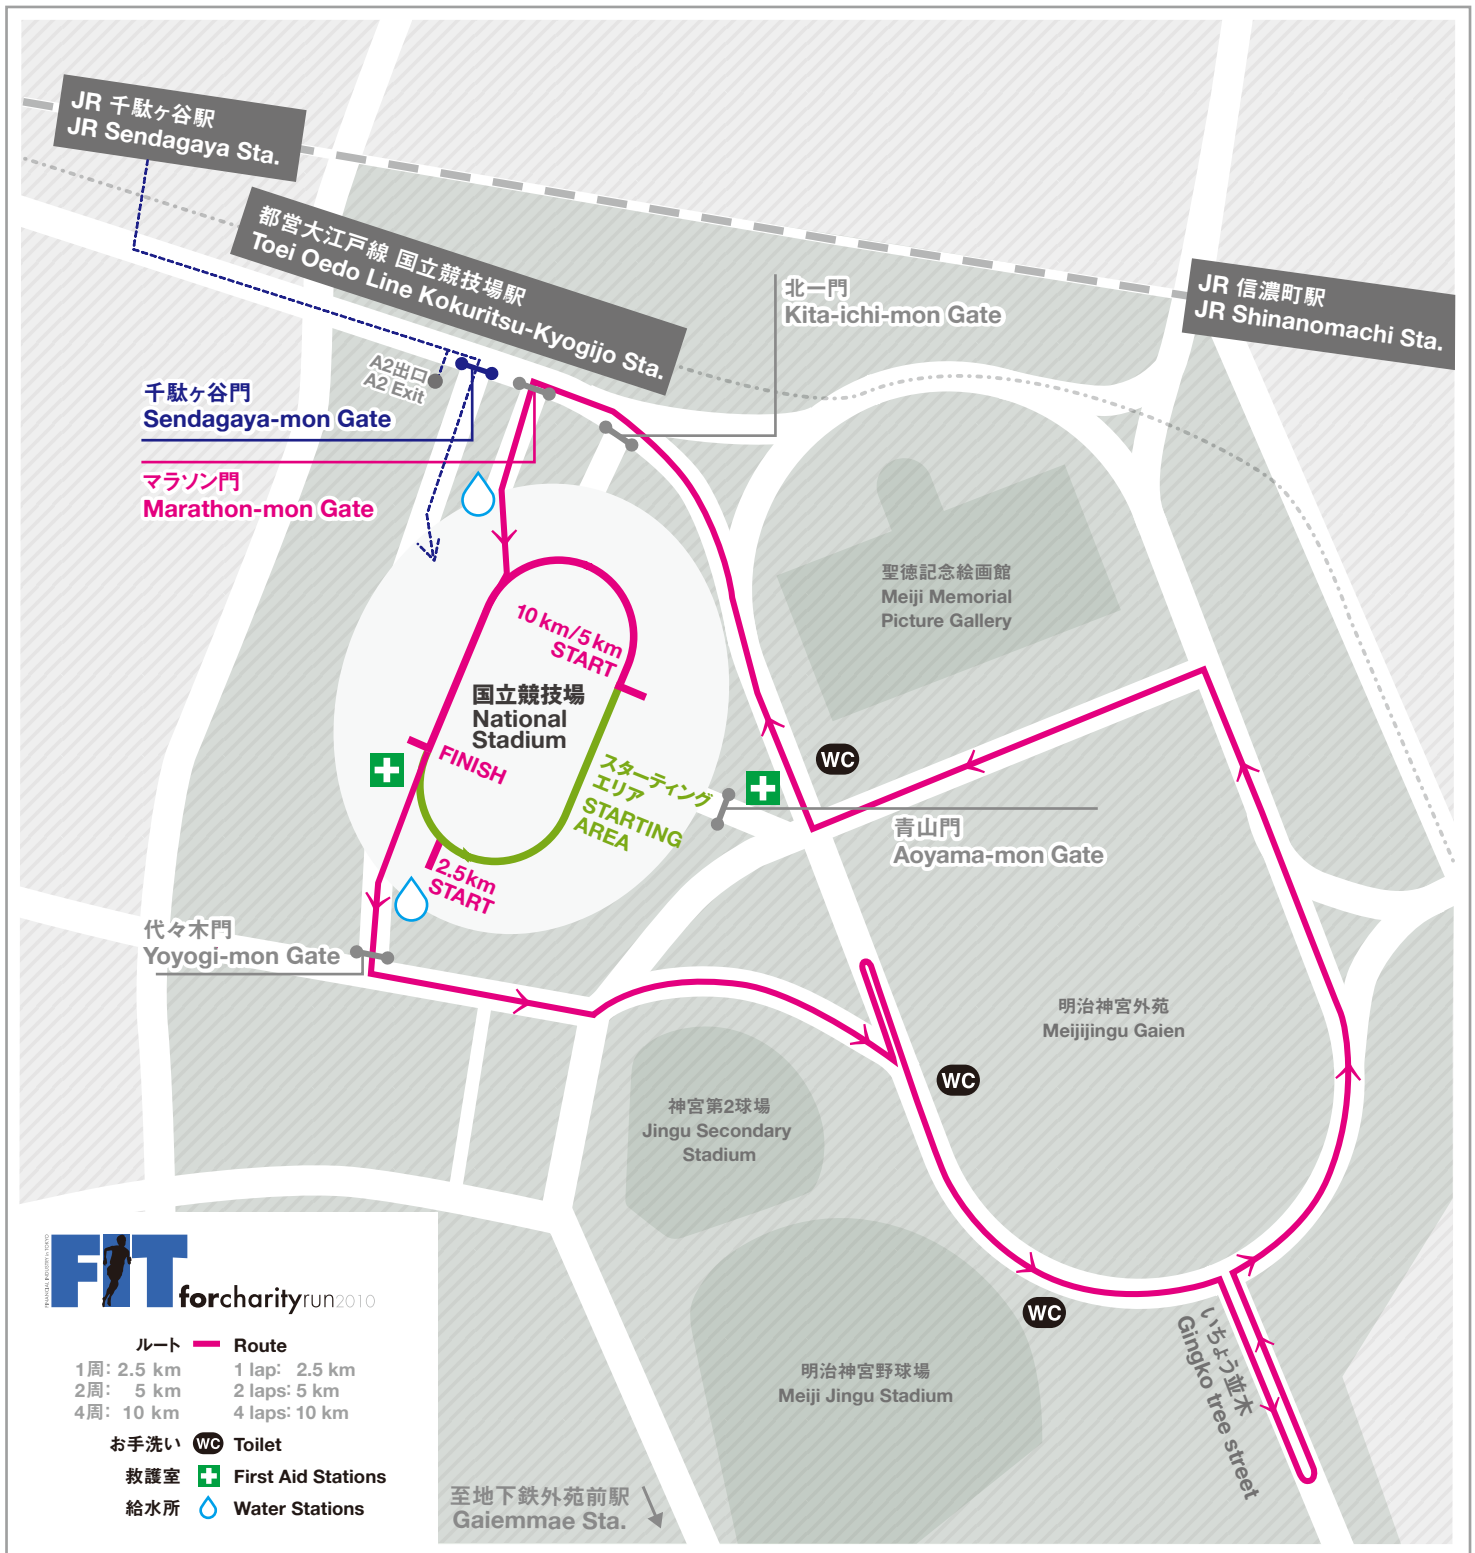 JR 千駄ヶ谷駅
JR Sendagaya Sta.
都営大江戸線 国立競技場駅
Toei Oedo Line Kokuritsu-Kyogijo Sta.
北一門
Kita-ichi-mon Gate
JR 信濃町駅
JR Shinanomachi Sta.
A2出口
A2 Exit
千駄ヶ谷門
Sendagaya-mon Gate
マラソン門
Marathon-mon Gate
聖徳記念絵画館
Meiji Memorial
Picture Gallery
10 km/5 km
START
国立競技場
National
Stadium
FINISH
スターティング
エリア
STARTING
AREA
WC
青山門
Aoyama-mon Gate
2.5km
START
代々木門
Yoyogi-mon Gate
明治神宮外苑
Meijijingu Gaien
WC
神宮第2球場
Jingu Secondary
Stadium
WC
いちょう並木
Gingko tree street
明治神宮野球場
Meiji Jingu Stadium
至地下鉄外苑前駅
Gaiemmae Sta.
FINANCIAL INDUSTRY in TOKYO
FIT
forcharityrun2010
ルート Route
1周: 2.5 km 1 lap: 2.5 km
2周: 5 km 2 laps: 5 km
4周: 10 km 4 laps: 10 km
お手洗い WC Toilet
救護室 First Aid Stations
給水所 Water Stations